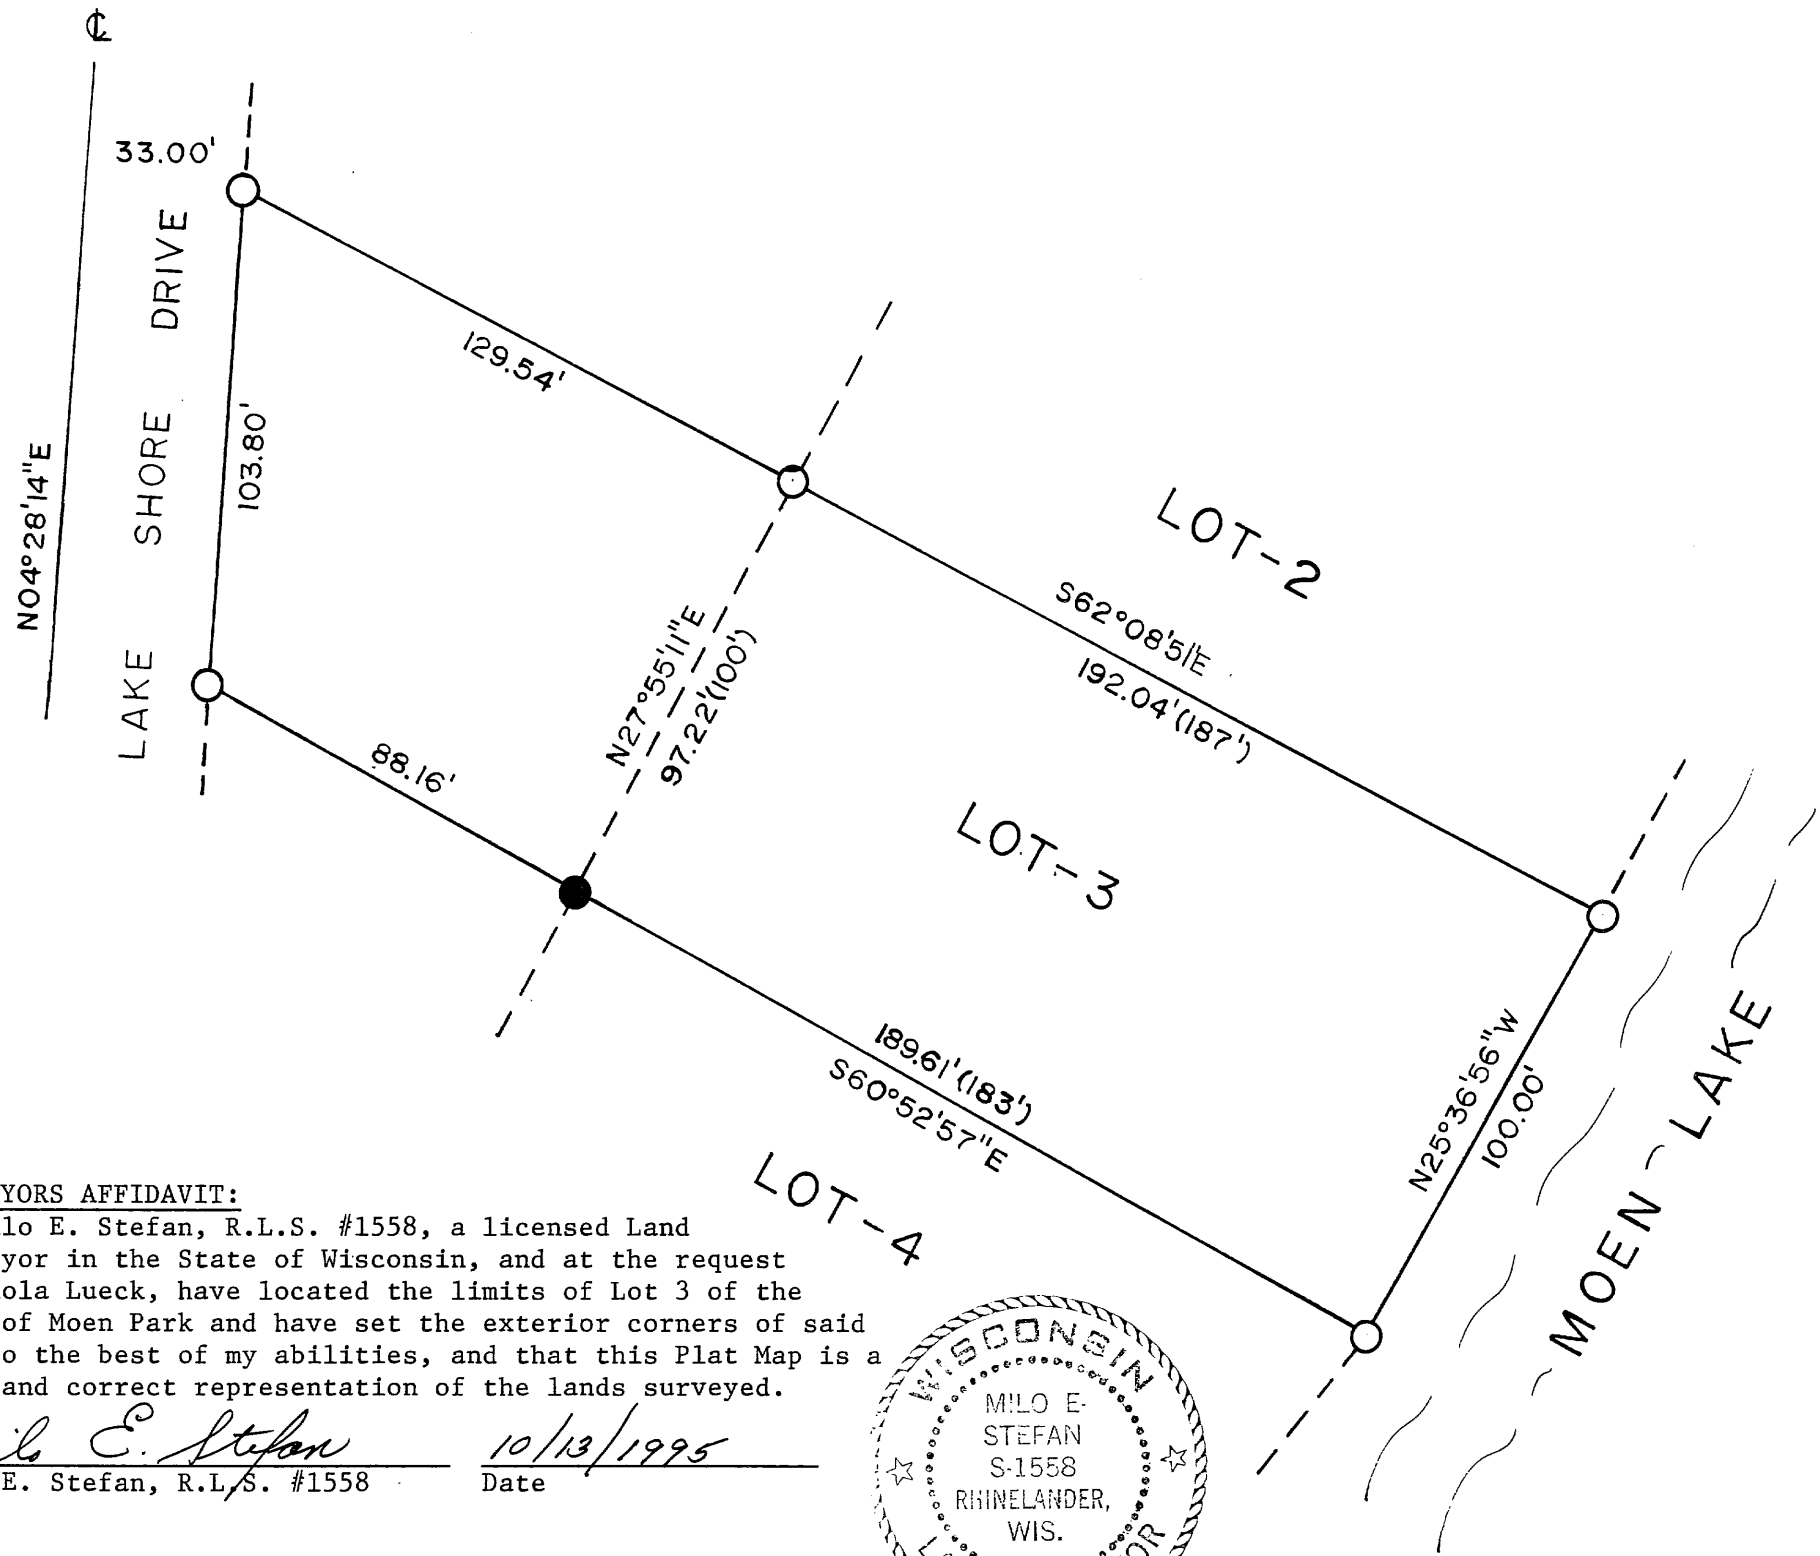 ℄
33.00'
LAKE SHORE DRIVE
N04°28'14"E
103.80'
129.54'
88.16'
N27°55'11"E
97.22'(100')
LOT-2
S62°08'51"E
192.04'(187')
LOT-3
189.61'(183')
S60°52'57"E
LOT-4
N25°36'56"W
100.00'
MOEN LAKE
YORS AFFIDAVIT:
lo E. Stefan, R.L.S. #1558, a licensed Land
yor in the State of Wisconsin, and at the request
ola Lueck, have located the limits of Lot 3 of the
of Moen Park and have set the exterior corners of said
o the best of my abilities, and that this Plat Map is a
and correct representation of the lands surveyed.
ilo E. Stefan 10/13/1995
E. Stefan, R.L.S. #1558 Date
WISCONSIN
MILO E.
STEFAN
S-1558
RHINELANDER,
WIS.